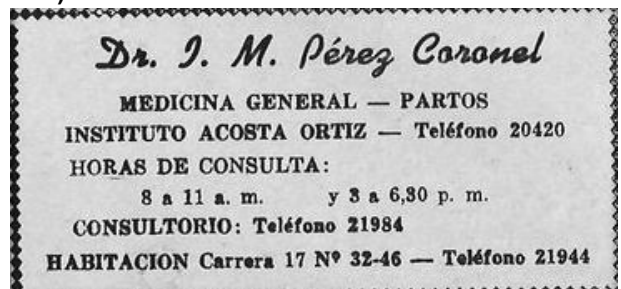 Dr. I. M. Pérez Coronel
MEDICINA GENERAL — PARTOS
INSTITUTO ACOSTA ORTIZ — Teléfono 20420
HORAS DE CONSULTA:
8 a 11 a. m. y 3 a 6,30 p. m.
CONSULTORIO: Teléfono 21984
HABITACION Carrera 17 Nº 32-46 — Teléfono 21944